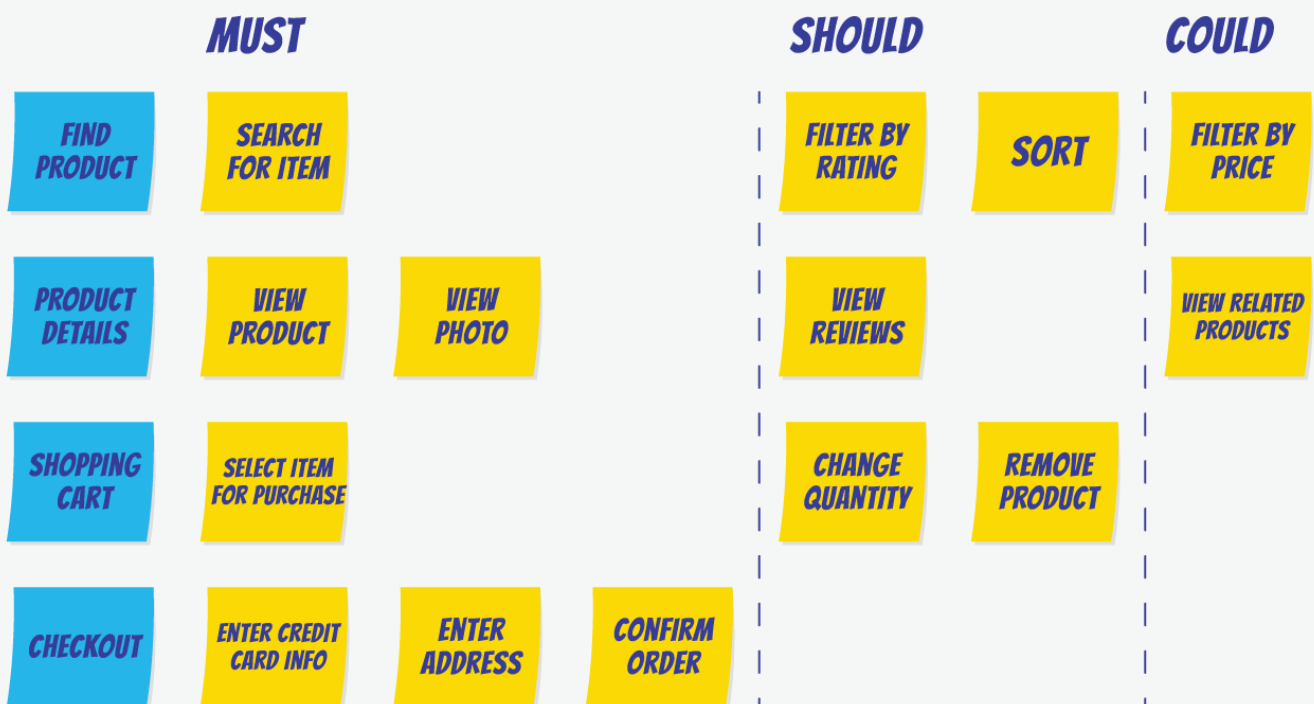 MUST
SHOULD
COULD
FIND
PRODUCT
SEARCH
FOR ITEM
FILTER BY
RATING
SORT
FILTER BY
PRICE
PRODUCT
DETAILS
VIEW
PRODUCT
VIEW
PHOTO
VIEW
REVIEWS
VIEW RELATED
PRODUCTS
SHOPPING
CART
SELECT ITEM
FOR PURCHASE
CHANGE
QUANTITY
REMOVE
PRODUCT
CHECKOUT
ENTER CREDIT
CARD INFO
ENTER
ADDRESS
CONFIRM
ORDER